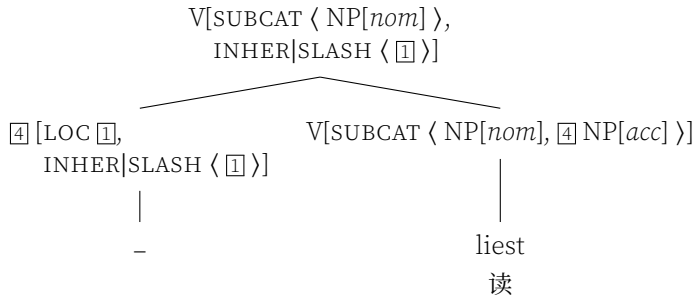 V[SUBCAT ⟨ NP[nom] ⟩,
INHER|SLASH ⟨ 1 ⟩]
4 [LOC 1,
INHER|SLASH ⟨ 1 ⟩]
V[SUBCAT ⟨ NP[nom], 4 NP[acc] ⟩]
_
liest
读